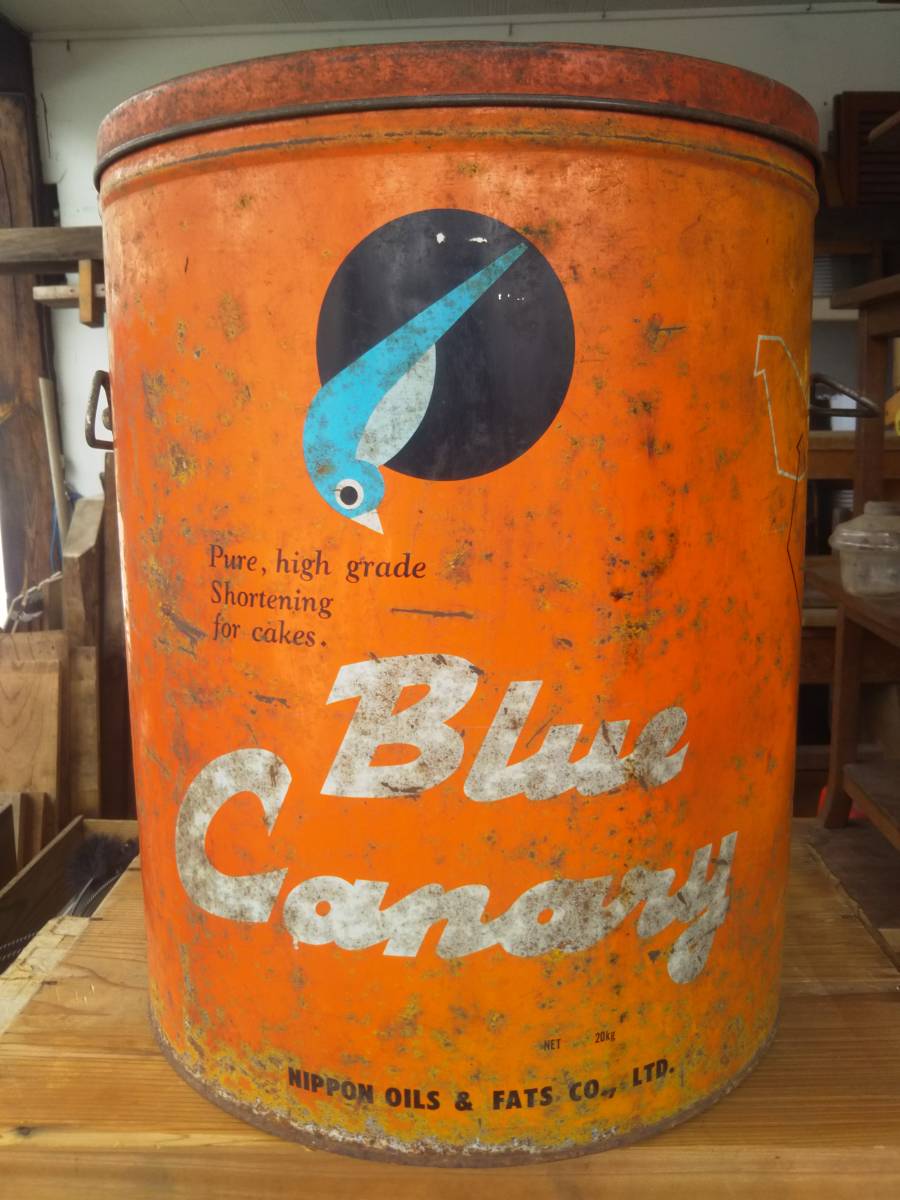 Pure, high grade
Shortening
for cakes.
Blue
Canary
NET 20kg
NIPPON OILS & FATS CO., LTD.